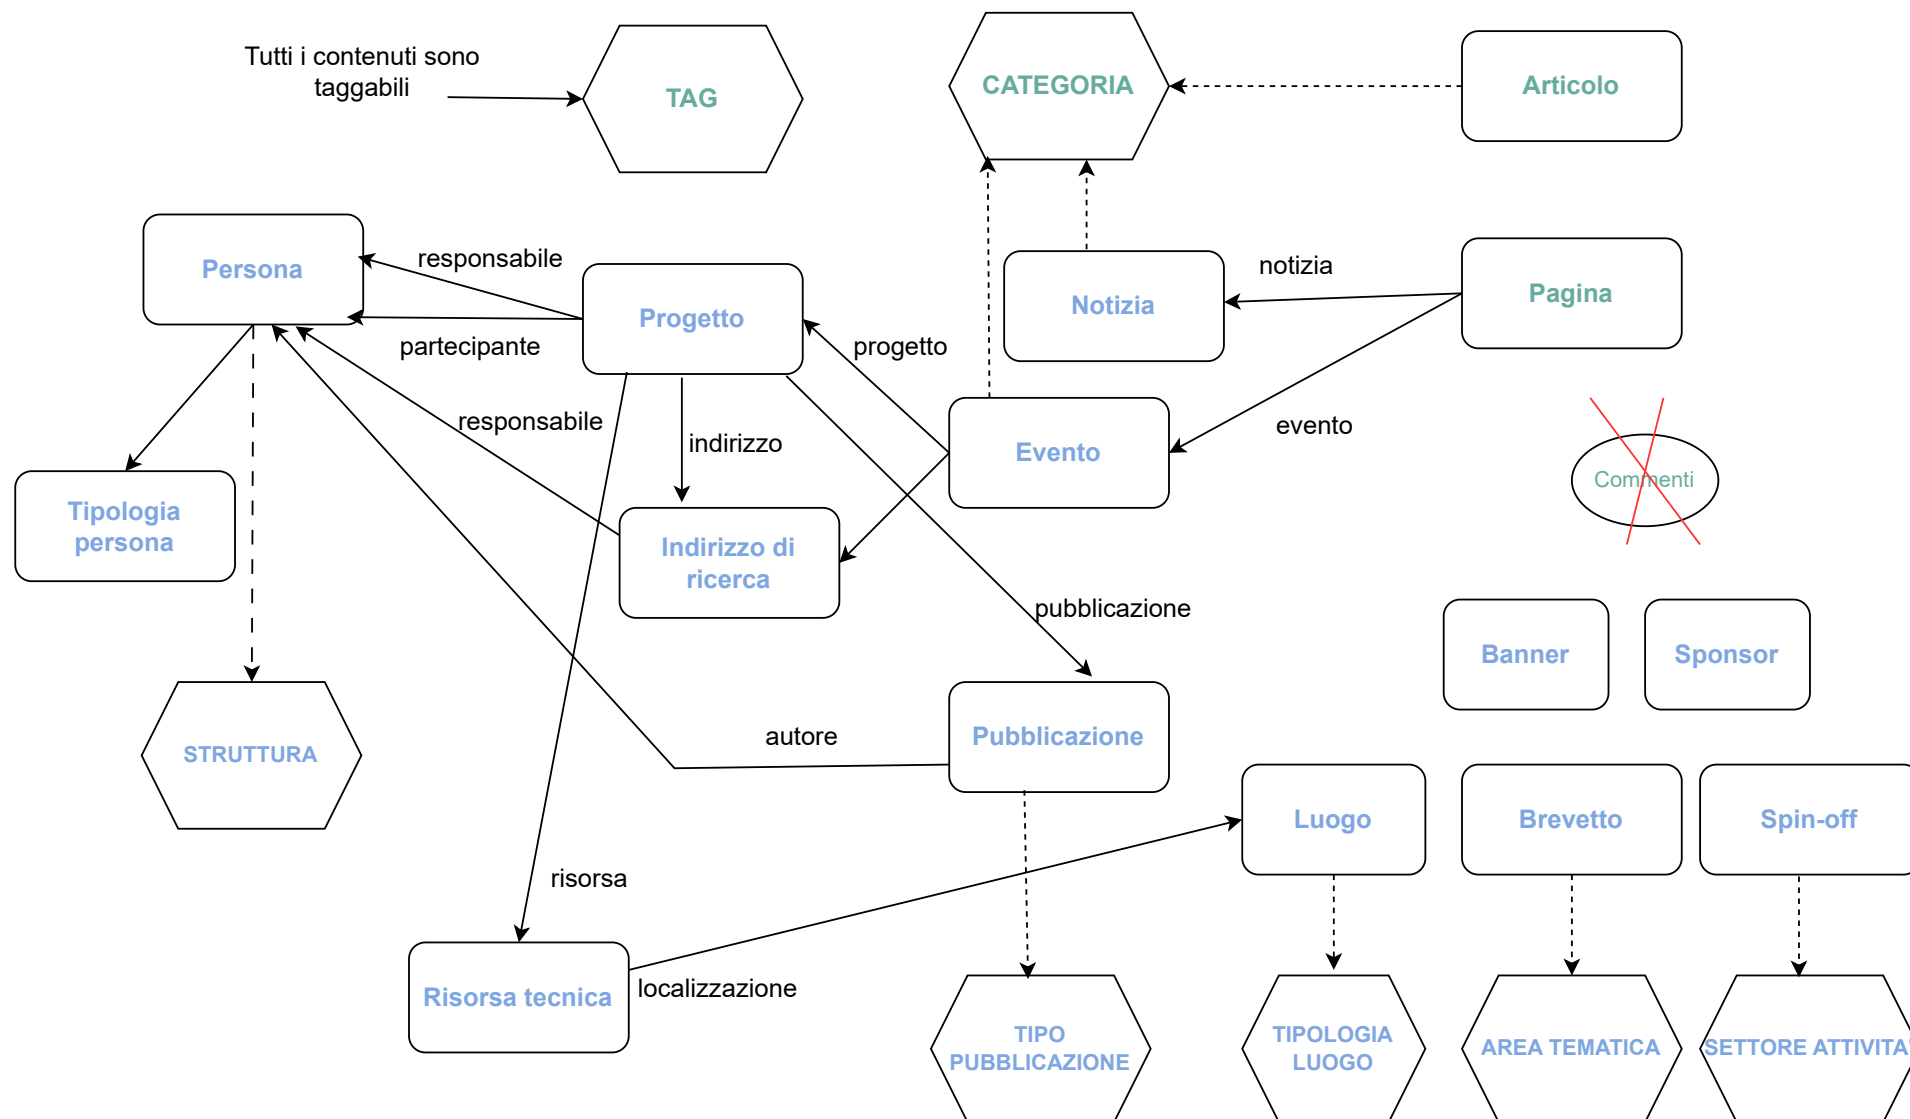 Tutti i contenuti sono
taggabili
TAG
CATEGORIA
Articolo
Persona
responsabile
Progetto
partecipante
progetto
Notizia
notizia
Pagina
responsabile
indirizzo
Evento
evento
Commenti
Tipologia
persona
Indirizzo di
ricerca
pubblicazione
Banner
Sponsor
STRUTTURA
autore
Pubblicazione
Luogo
Brevetto
Spin-off
risorsa
Risorsa tecnica
localizzazione
TIPO
PUBBLICAZIONE
TIPOLOGIA
LUOGO
AREA TEMATICA
SETTORE ATTIVITA'